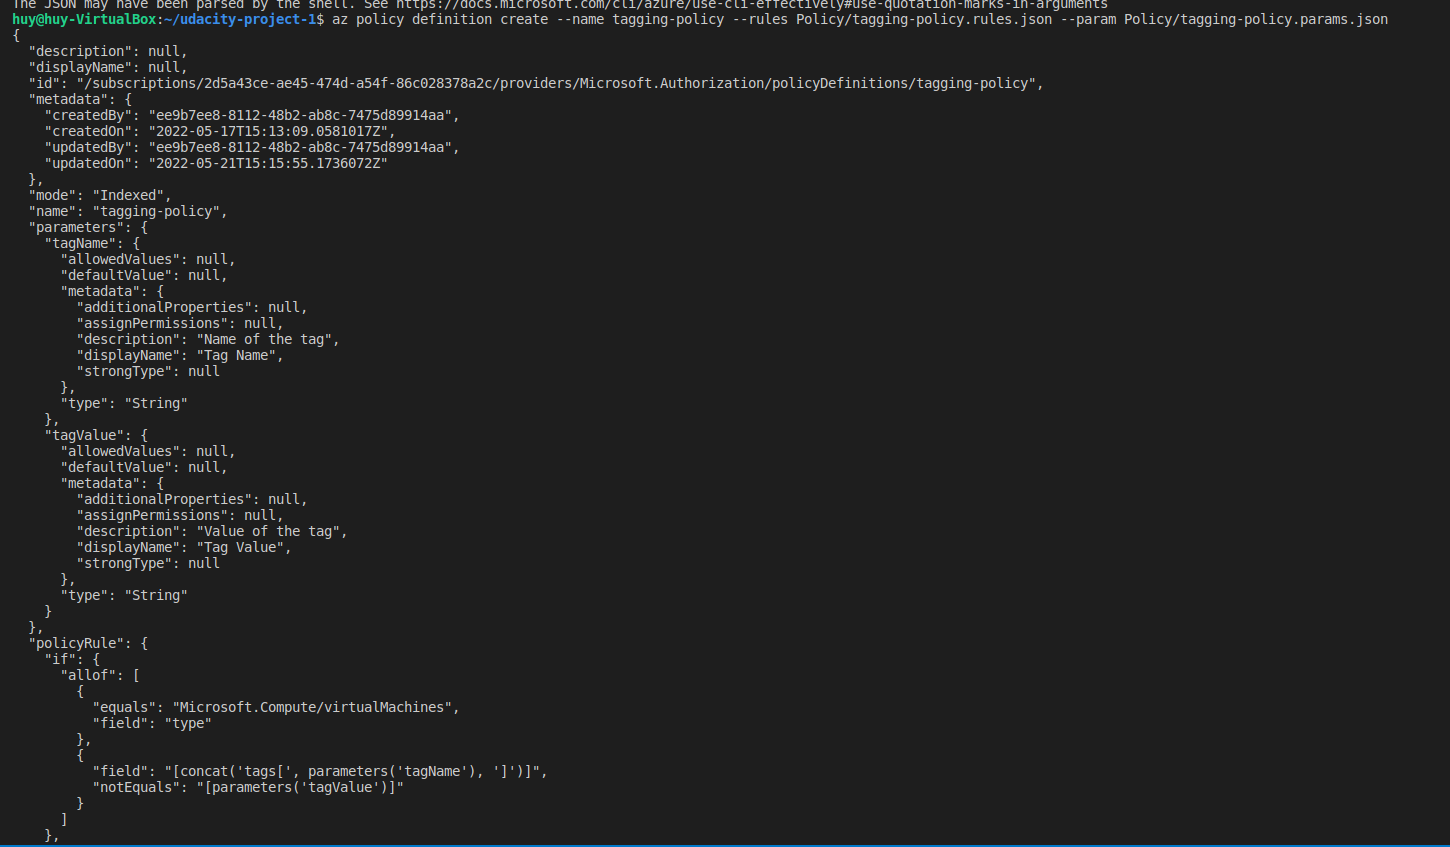 The JSON may have been parsed by the shell. See https://docs.microsoft.com/cli/azure/use-cli-effectively#use-quotation-marks-in-arguments
huy@huy-VirtualBox:~/udacity-project-1$ az policy definition create --name tagging-policy --rules Policy/tagging-policy.rules.json --param Policy/tagging-policy.params.json
{
  "description": null,
  "displayName": null,
  "id": "/subscriptions/2d5a43ce-ae45-474d-a54f-86c028378a2c/providers/Microsoft.Authorization/policyDefinitions/tagging-policy",
  "metadata": {
    "createdBy": "ee9b7ee8-8112-48b2-ab8c-7475d89914aa",
    "createdOn": "2022-05-17T15:13:09.0581017Z",
    "updatedBy": "ee9b7ee8-8112-48b2-ab8c-7475d89914aa",
    "updatedOn": "2022-05-21T15:15:55.1736072Z"
  },
  "mode": "Indexed",
  "name": "tagging-policy",
  "parameters": {
    "tagName": {
      "allowedValues": null,
      "defaultValue": null,
      "metadata": {
        "additionalProperties": null,
        "assignPermissions": null,
        "description": "Name of the tag",
        "displayName": "Tag Name",
        "strongType": null
      },
      "type": "String"
    },
    "tagValue": {
      "allowedValues": null,
      "defaultValue": null,
      "metadata": {
        "additionalProperties": null,
        "assignPermissions": null,
        "description": "Value of the tag",
        "displayName": "Tag Value",
        "strongType": null
      },
      "type": "String"
    }
  },
  "policyRule": {
    "if": {
      "allof": [
        {
          "equals": "Microsoft.Compute/virtualMachines",
          "field": "type"
        },
        {
          "field": "[concat('tags[', parameters('tagName'), ']')]",
          "notEquals": "[parameters('tagValue')]"
        }
      ]
    },